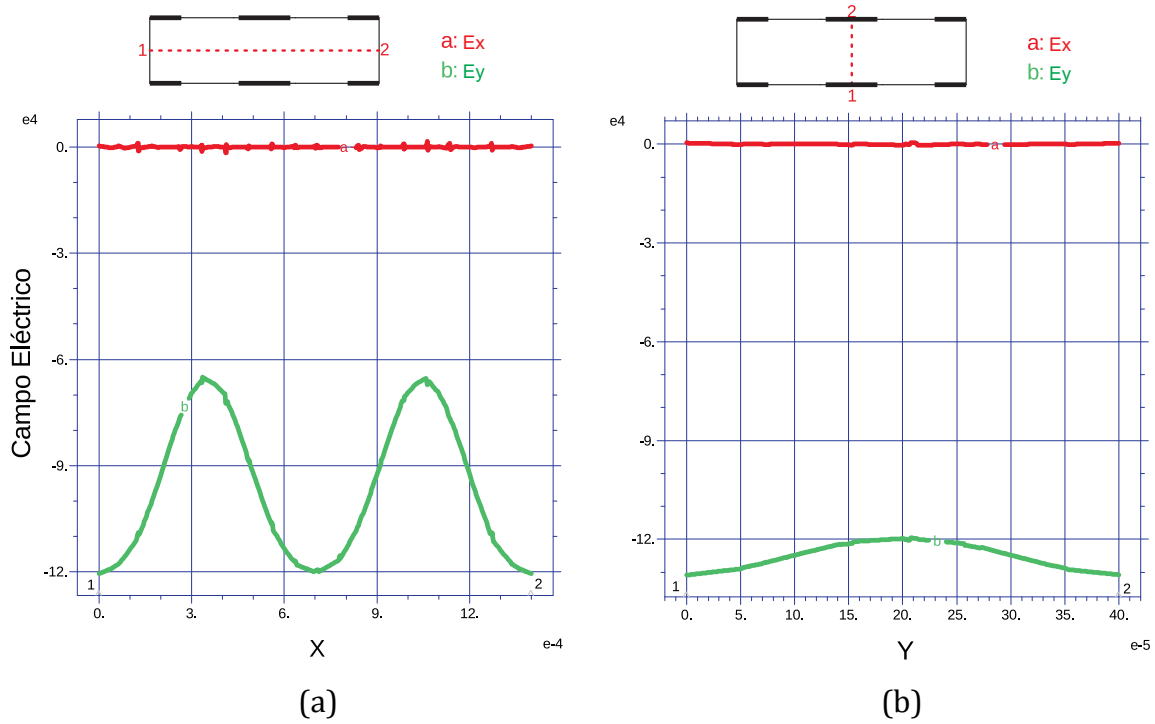 1
2
a: Ex
b: Ey
e4
0.
-3.
-6.
-9.
-12.
Campo Eléctrico
a
b
1
2
0.
3.
6.
9.
12.
e-4
X
(a)
2
1
a: Ex
b: Ey
e4
0.
-3.
-6.
-9.
-12.
a
b
1
2
0.
5.
10.
15.
20.
25.
30.
35.
40.
e-5
Y
(b)